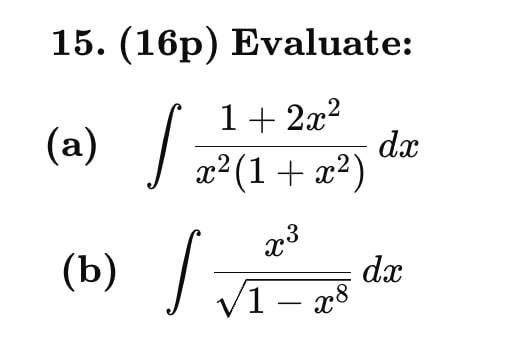 15. (16p) Evaluate:
(a) ∫ (1 + 2x²)/(x²(1 + x²)) dx
(b) ∫ x³/√(1 − x⁸) dx